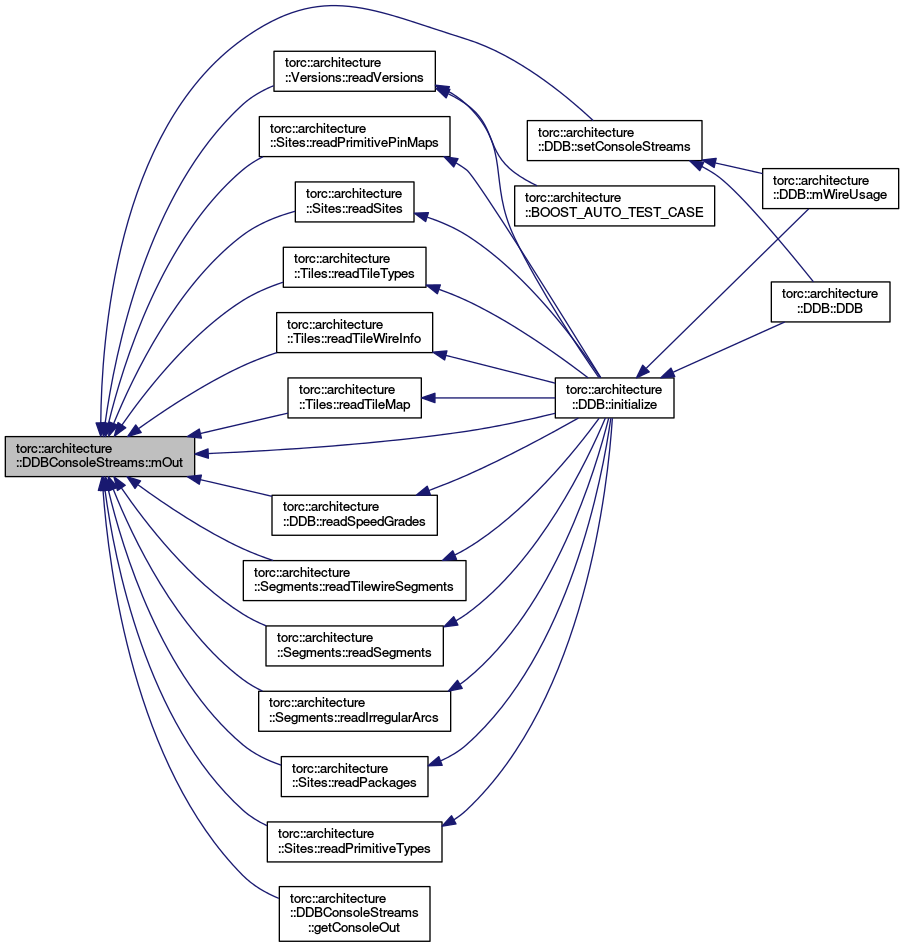 torc::architecture
::Versions::readVersions
torc::architecture
::Sites::readPrimitivePinMaps
torc::architecture
::DDB::setConsoleStreams
torc::architecture
::DDB::mWireUsage
torc::architecture
::Sites::readSites
torc::architecture
::BOOST_AUTO_TEST_CASE
torc::architecture
::Tiles::readTileTypes
torc::architecture
::DDB::DDB
torc::architecture
::Tiles::readTileWireInfo
torc::architecture
::Tiles::readTileMap
torc::architecture
::DDB::initialize
torc::architecture
::DDBConsoleStreams::mOut
torc::architecture
::DDB::readSpeedGrades
torc::architecture
::Segments::readTilewireSegments
torc::architecture
::Segments::readSegments
torc::architecture
::Segments::readIrregularArcs
torc::architecture
::Sites::readPackages
torc::architecture
::Sites::readPrimitiveTypes
torc::architecture
::DDBConsoleStreams
::getConsoleOut